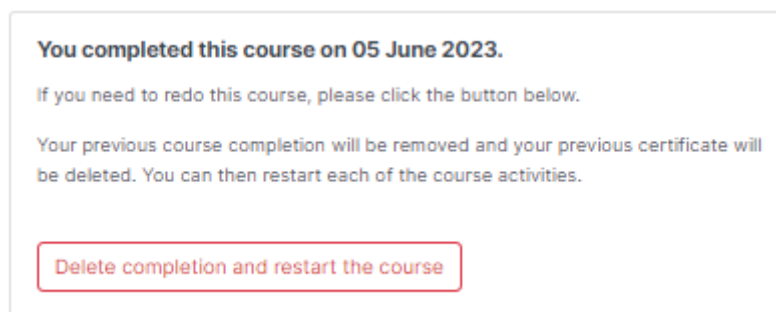 You completed this course on 05 June 2023.
If you need to redo this course, please click the button below.
Your previous course completion will be removed and your previous certificate will
be deleted. You can then restart each of the course activities.
Delete completion and restart the course